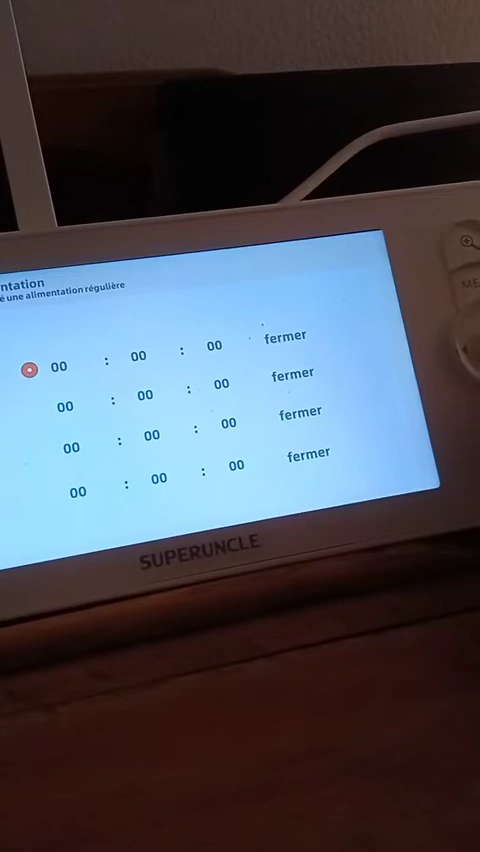 ntation
é une alimentation régulière
00 : 00 : 00 fermer
00 : 00 : 00 fermer
00 : 00 : 00 fermer
00 : 00 : 00 fermer
SUPERUNCLE
ME